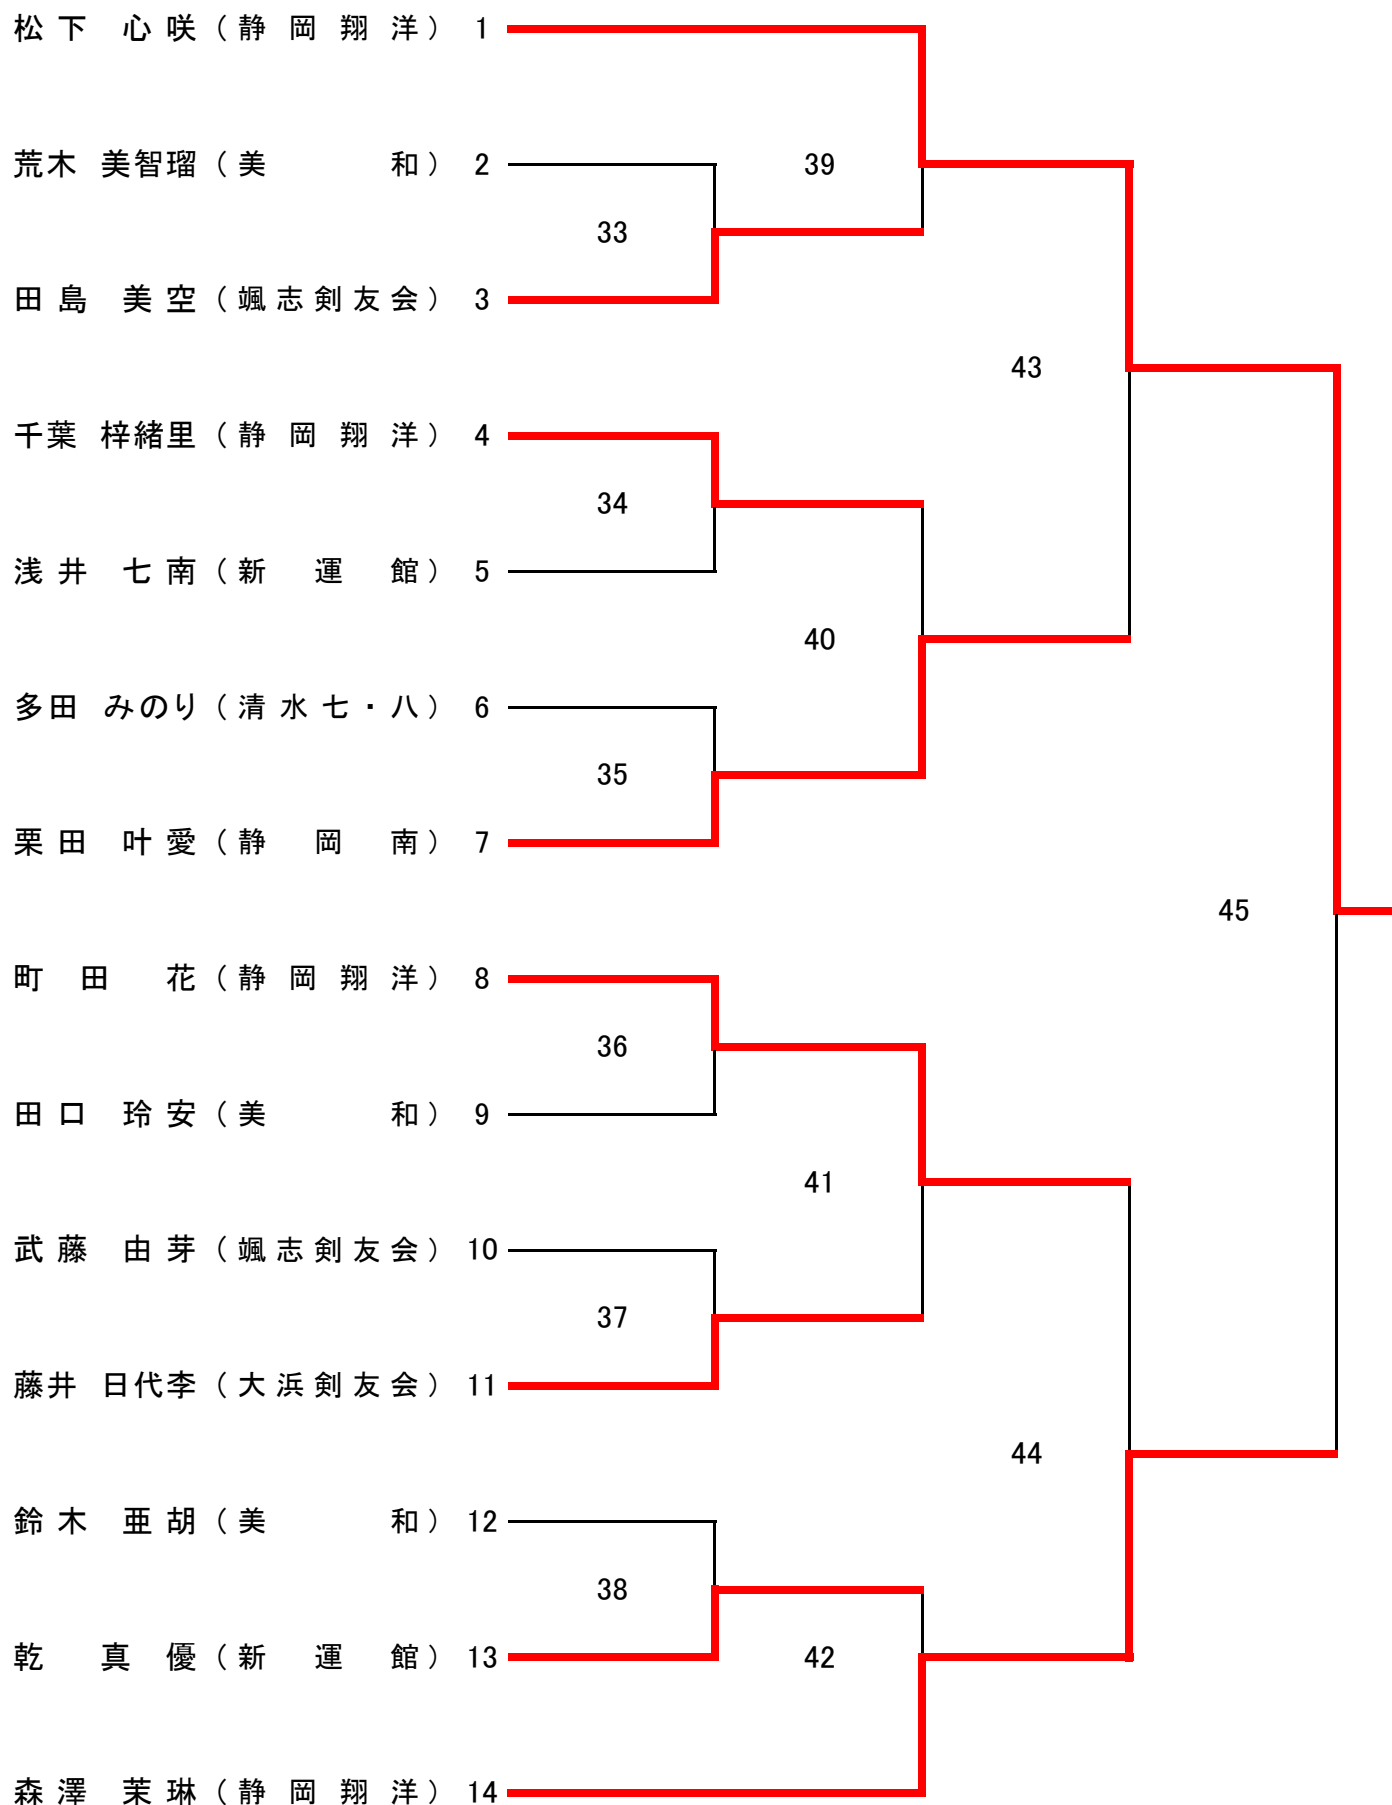 松下 心咲（静岡翔洋） 1
荒木 美智瑠（美和） 2
39
33
田島 美空（颯志剣友会） 3
43
千葉 梓緒里（静岡翔洋） 4
34
浅井 七南（新運館） 5
40
多田 みのり（清水七・八） 6
35
栗田 叶愛（静岡南） 7
45
町田 花（静岡翔洋） 8
36
田口 玲安（美和） 9
41
武藤 由芽（颯志剣友会） 10
37
藤井 日代李（大浜剣友会） 11
44
鈴木 亜胡（美和） 12
38
乾 真優（新運館） 13
42
森澤 茉琳（静岡翔洋） 14